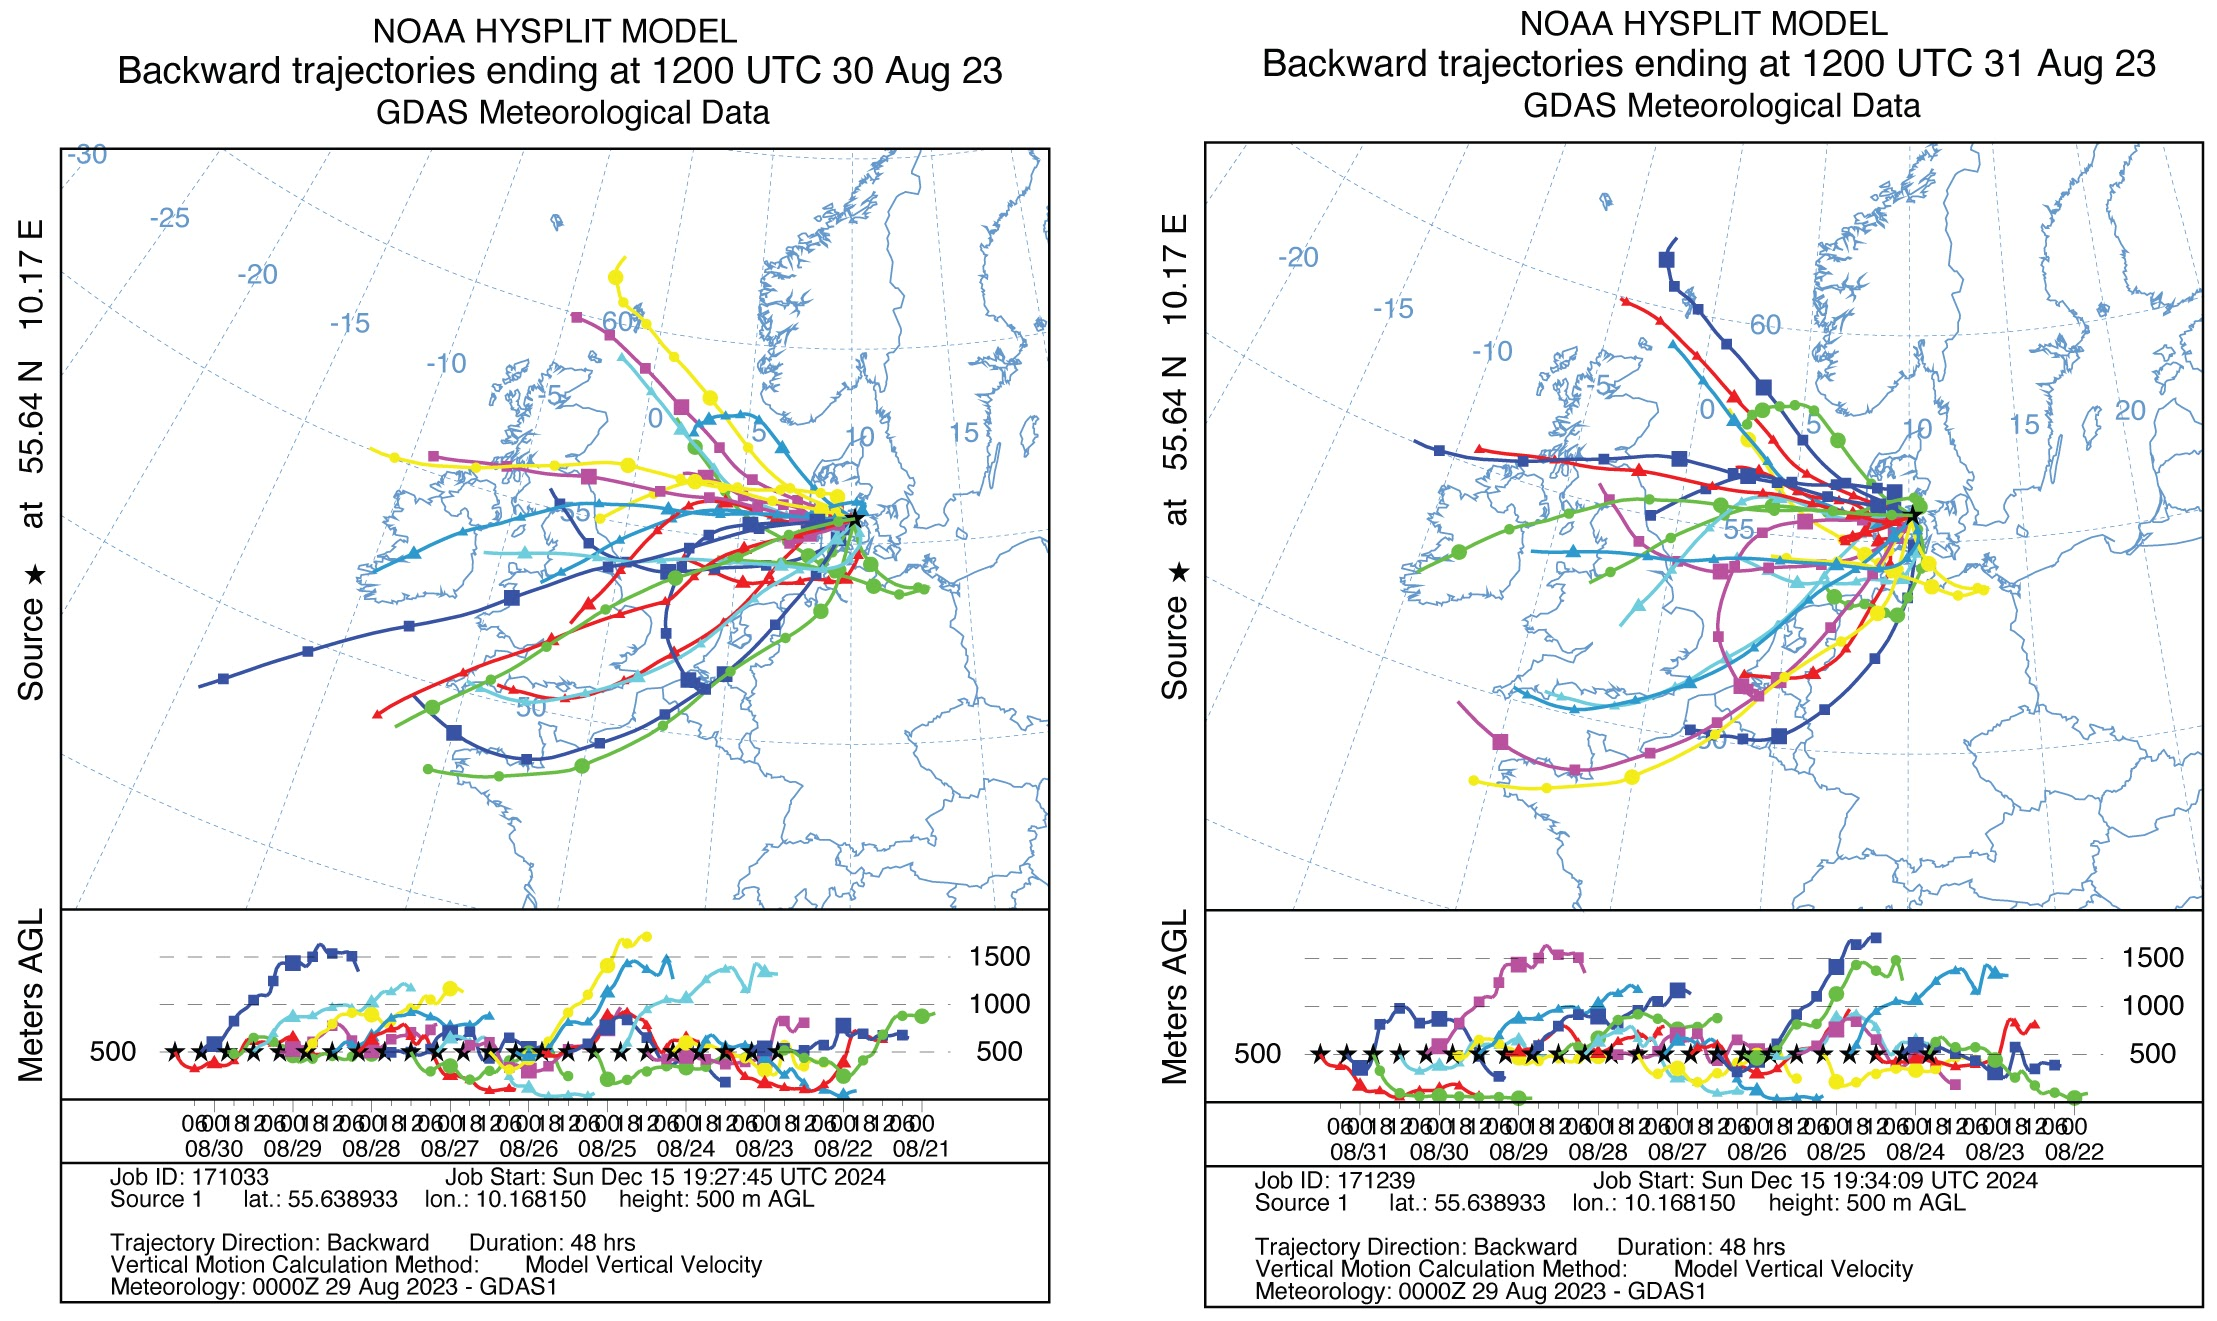 NOAA HYSPLIT MODEL
Backward trajectories ending at 1200 UTC 30 Aug 23
GDAS Meteorological Data
Source ★ at 55.64 N 10.17 E
-30
-25
-20
-15
-10
-5
0
5
10
15
60
55
50
Meters AGL
1500
1000
500
500
08/30
08/29
08/28
08/27
08/26
08/25
08/24
08/23
08/22
08/21
Job ID: 171033 Job Start: Sun Dec 15 19:27:45 UTC 2024
Source 1 lat.: 55.638933 lon.: 10.168150 height: 500 m AGL
Trajectory Direction: Backward Duration: 48 hrs
Vertical Motion Calculation Method: Model Vertical Velocity
Meteorology: 0000Z 29 Aug 2023 - GDAS1
NOAA HYSPLIT MODEL
Backward trajectories ending at 1200 UTC 31 Aug 23
GDAS Meteorological Data
Source ★ at 55.64 N 10.17 E
-20
-15
-10
-5
0
5
10
15
20
60
55
Meters AGL
1500
1000
500
500
08/31
08/30
08/29
08/28
08/27
08/26
08/25
08/24
08/23
08/22
Job ID: 171239 Job Start: Sun Dec 15 19:34:09 UTC 2024
Source 1 lat.: 55.638933 lon.: 10.168150 height: 500 m AGL
Trajectory Direction: Backward Duration: 48 hrs
Vertical Motion Calculation Method: Model Vertical Velocity
Meteorology: 0000Z 29 Aug 2023 - GDAS1